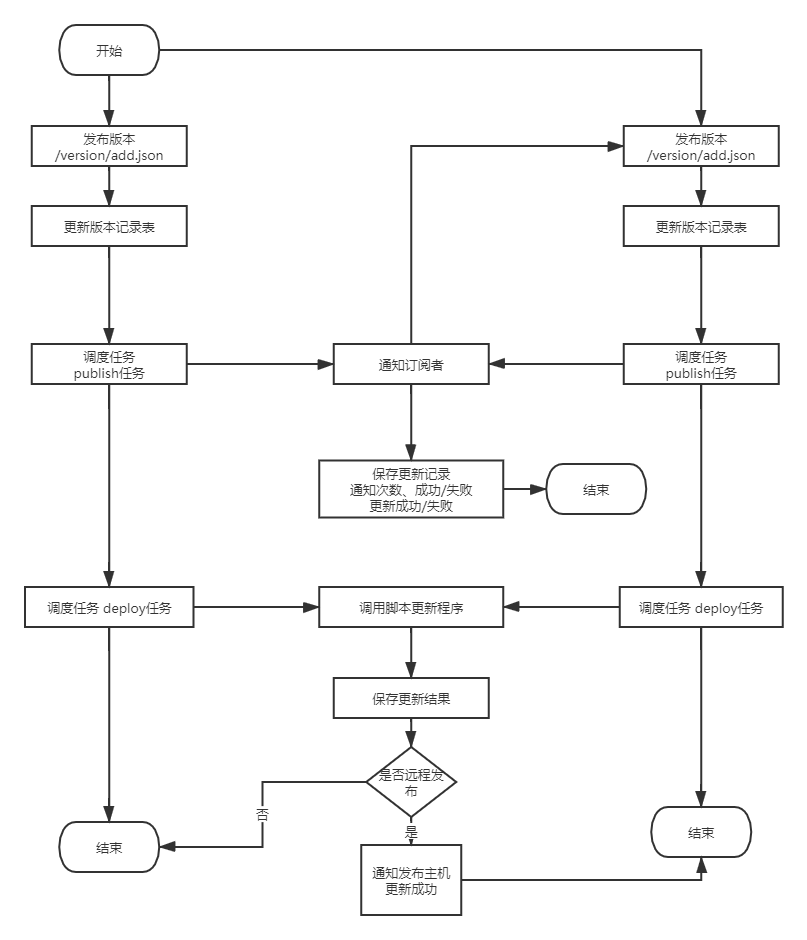 开始
发布版本
/version/add.json
发布版本
/version/add.json
更新版本记录表
更新版本记录表
调度任务
publish任务
通知订阅者
调度任务
publish任务
保存更新记录
通知次数、成功/失败
更新成功/失败
结束
调度任务 deploy任务
调用脚本更新程序
调度任务 deploy任务
保存更新结果
是否远程发
布
否
是
结束
通知发布主机
更新成功
结束